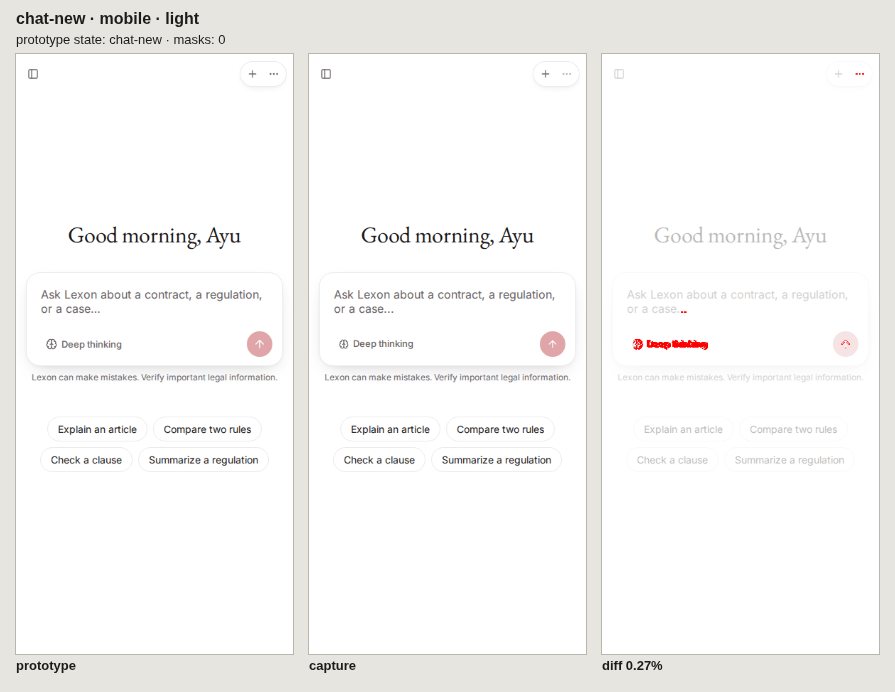 chat-new · mobile · light
prototype state: chat-new · masks: 0
Good morning, Ayu
Ask Lexon about a contract, a regulation,
or a case...
Deep thinking
Lexon can make mistakes. Verify important legal information.
Explain an article
Compare two rules
Check a clause
Summarize a regulation
prototype
Good morning, Ayu
Ask Lexon about a contract, a regulation,
or a case...
Deep thinking
Lexon can make mistakes. Verify important legal information.
Explain an article
Compare two rules
Check a clause
Summarize a regulation
capture
Good morning, Ayu
Ask Lexon about a contract, a regulation,
or a case...
Deep thinking
Lexon can make mistakes. Verify important legal information.
Explain an article
Compare two rules
Check a clause
Summarize a regulation
diff 0.27%